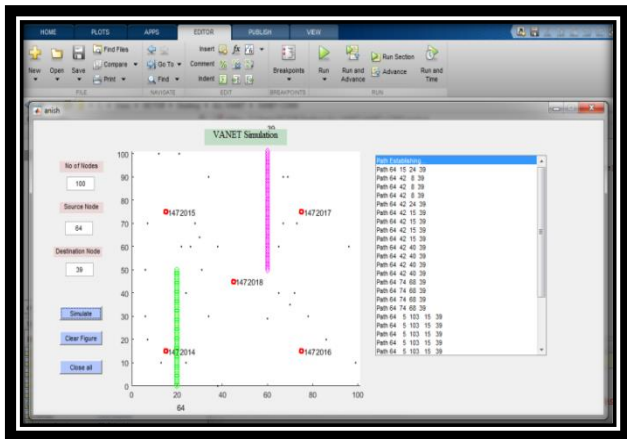 HOME PLOTS APPS EDITOR PUBLISH VIEW
New Open Save Find Files Compare Print
Go To Find
Insert fx
Comment
Indent
Breakpoints
Run Run and Advance Run Section Advance Run and Time
FILE NAVIGATE EDIT BREAKPOINTS RUN
anish
VANET Simulation
39
No of Nodes
100
Source Node
64
Destination Node
39
Simulate
Clear Figure
Close all
100
90
80
70
60
50
40
30
20
10
0
1472015
1472017
1472018
1472014
1472016
0 20 40 60 80 100
64
Path Establishing...
Path 64 15 24 39
Path 64 42 8 39
Path 64 42 8 39
Path 64 42 8 39
Path 64 42 24 39
Path 64 42 15 39
Path 64 42 15 39
Path 64 42 15 39
Path 64 42 15 39
Path 64 42 40 39
Path 64 42 40 39
Path 64 42 40 39
Path 64 42 40 39
Path 64 74 68 39
Path 64 74 68 39
Path 64 74 68 39
Path 64 74 68 39
Path 64 5 103 15 39
Path 64 5 103 15 39
Path 64 5 103 15 39
Path 64 5 103 15 39